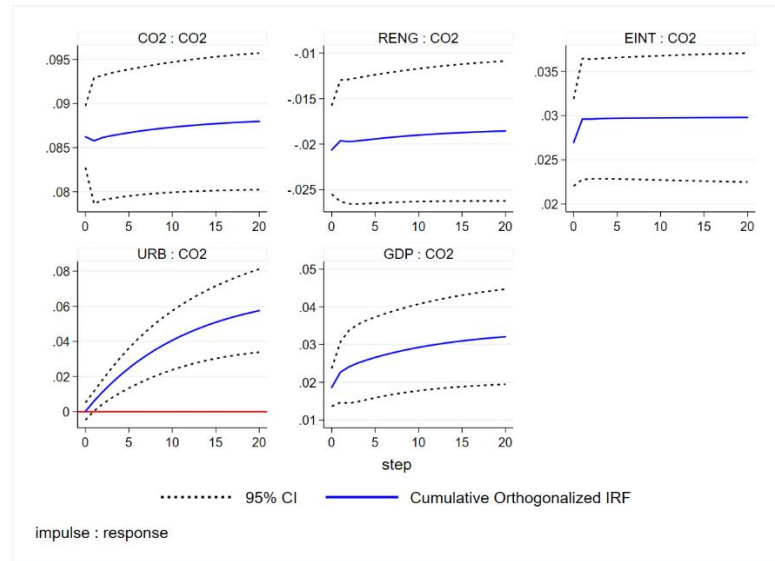 CO2 : CO2
.095
.09
.085
.08
0 5 10 15 20
RENG : CO2
-.01
-.015
-.02
-.025
0 5 10 15 20
EINT : CO2
.035
.03
.025
.02
0 5 10 15 20
URB : CO2
.08
.06
.04
.02
0
0 5 10 15 20
GDP : CO2
.05
.04
.03
.02
.01
0 5 10 15 20
step
95% CI
Cumulative Orthogonalized IRF
impulse : response